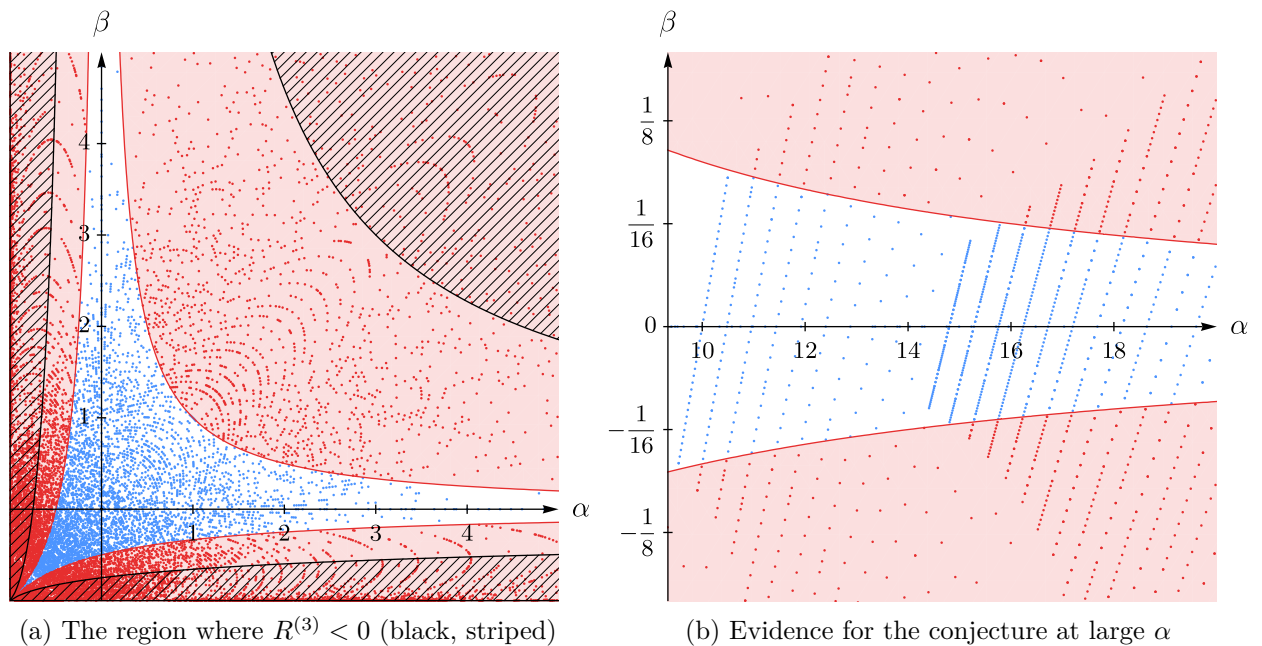 β
4
3
2
1
1 2 3 4 α
(a) The region where R^{(3)} < 0 (black, striped)
β
1/8
1/16
0
10 12 14 16 18 α
−1/16
−1/8
(b) Evidence for the conjecture at large α